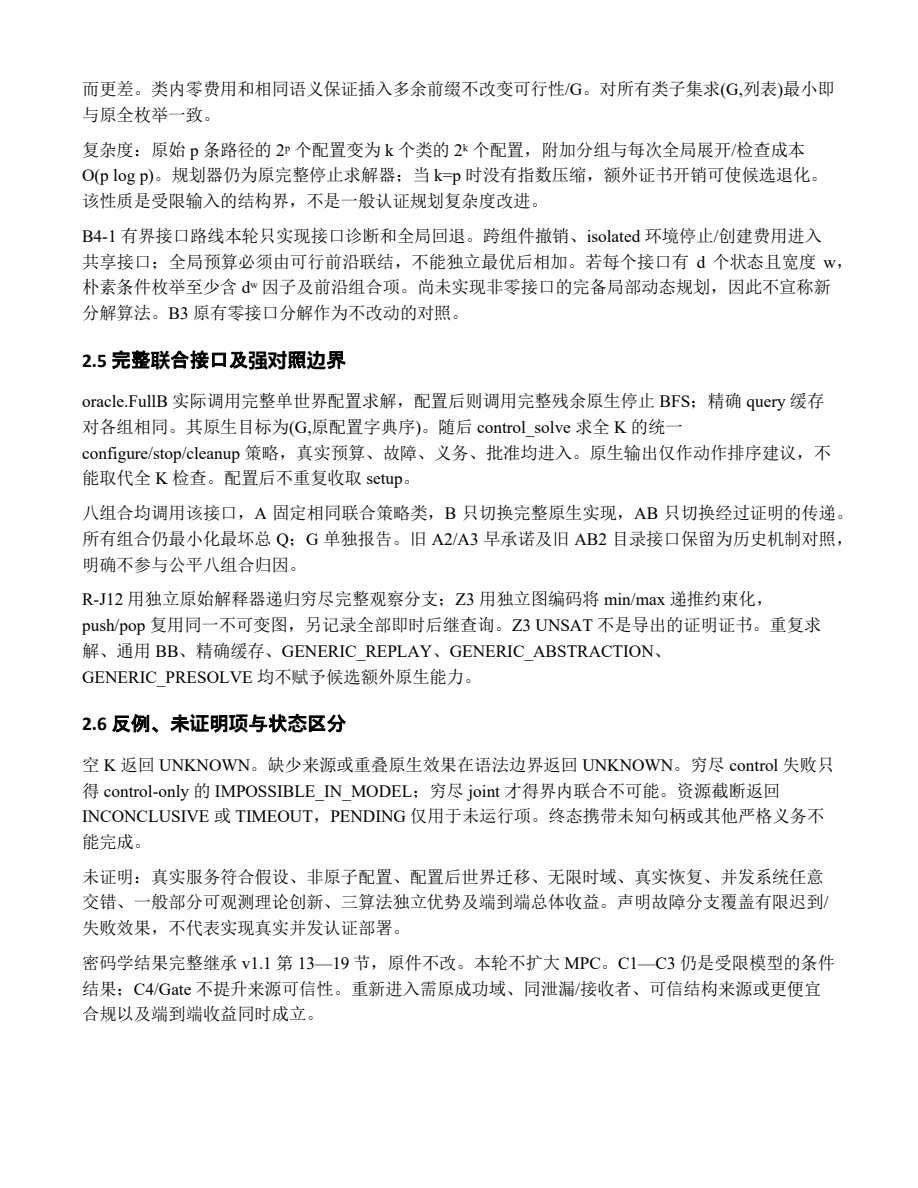 而更差。类内零费用和相同语义保证插入多余前缀不改变可行性/G。对所有类子集求(G,列表)最小即
与原全枚举一致。
复杂度：原始 p 条路径的 2ᵖ 个配置变为 k 个类的 2ᵏ 个配置，附加分组与每次全局展开/检查成本
O(p log p)。规划器仍为原完整停止求解器；当 k=p 时没有指数压缩，额外证书开销可使候选退化。
该性质是受限输入的结构界，不是一般认证规划复杂度改进。
B4-1 有界接口路线本轮只实现接口诊断和全局回退。跨组件撤销、isolated 环境停止/创建费用进入
共享接口；全局预算必须由可行前沿联结，不能独立最优后相加。若每个接口有 d 个状态且宽度 w，
朴素条件枚举至少含 dʷ 因子及前沿组合项。尚未实现非零接口的完备局部动态规划，因此不宣称新
分解算法。B3 原有零接口分解作为不改动的对照。
2.5 完整联合接口及强对照边界
oracle.FullB 实际调用完整单世界配置求解，配置后则调用完整残余原生停止 BFS；精确 query 缓存
对各组相同。其原生目标为(G,原配置字典序)。随后 control_solve 求全 K 的统一
configure/stop/cleanup 策略，真实预算、故障、义务、批准均进入。原生输出仅作动作排序建议，不
能取代全 K 检查。配置后不重复收取 setup。
八组合均调用该接口，A 固定相同联合策略类，B 只切换完整原生实现，AB 只切换经过证明的传递。
所有组合仍最小化最坏总 Q；G 单独报告。旧 A2/A3 早承诺及旧 AB2 目录接口保留为历史机制对照，
明确不参与公平八组合归因。
R-J12 用独立原始解释器递归穷尽完整观察分支；Z3 用独立图编码将 min/max 递推约束化，
push/pop 复用同一不可变图，另记录全部即时后继查询。Z3 UNSAT 不是导出的证明证书。重复求
解、通用 BB、精确缓存、GENERIC_REPLAY、GENERIC_ABSTRACTION、
GENERIC_PRESOLVE 均不赋予候选额外原生能力。
2.6 反例、未证明项与状态区分
空 K 返回 UNKNOWN。缺少来源或重叠原生效果在语法边界返回 UNKNOWN。穷尽 control 失败只
得 control-only 的 IMPOSSIBLE_IN_MODEL；穷尽 joint 才得界内联合不可能。资源截断返回
INCONCLUSIVE 或 TIMEOUT，PENDING 仅用于未运行项。终态携带未知句柄或其他严格义务不
能完成。
未证明：真实服务符合假设、非原子配置、配置后世界迁移、无限时域、真实恢复、并发系统任意
交错、一般部分可观测理论创新、三算法独立优势及端到端总体收益。声明故障分支覆盖有限迟到/
失败效果，不代表实现真实并发认证部署。
密码学结果完整继承 v1.1 第 13—19 节，原件不改。本轮不扩大 MPC。C1—C3 仍是受限模型的条件
结果；C4/Gate 不提升来源可信性。重新进入需原成功域、同泄漏/接收者、可信结构来源或更便宜
合规以及端到端收益同时成立。